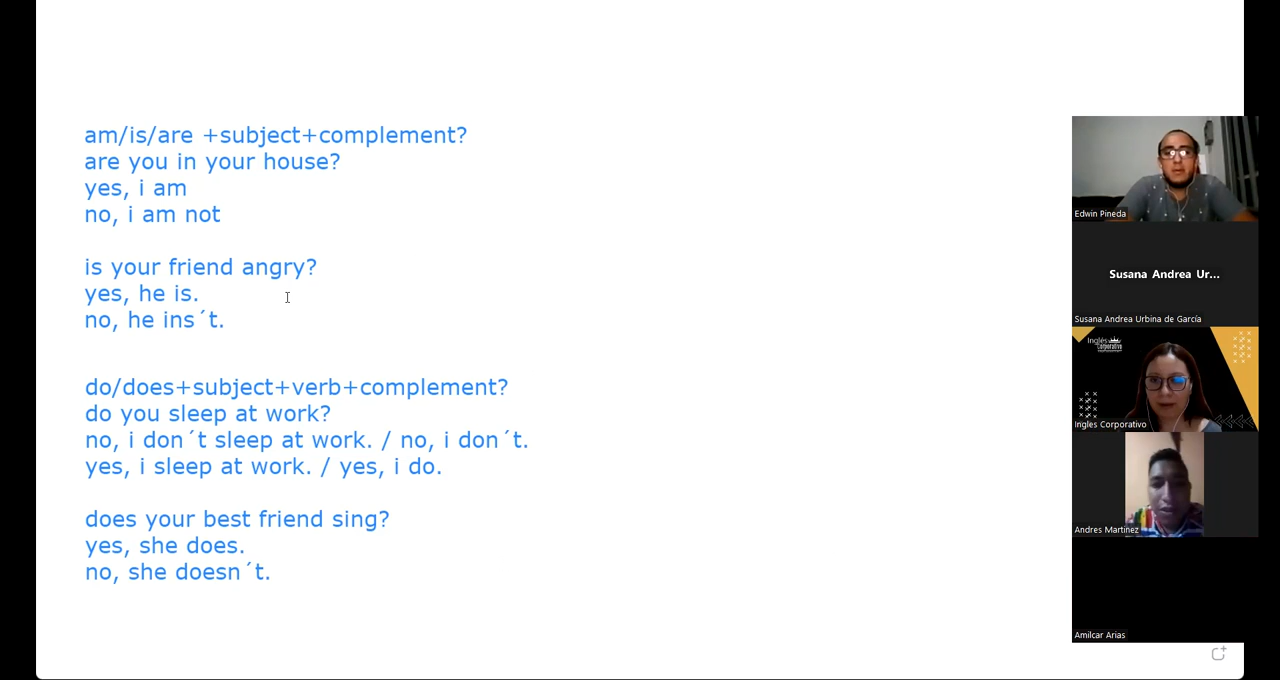 am/is/are +subject+complement?
are you in your house?
yes, i am
no, i am not
is your friend angry?
yes, he is.
no, he ins´t.
do/does+subject+verb+complement?
do you sleep at work?
no, i don´t sleep at work. / no, i don´t.
yes, i sleep at work. / yes, i do.
does your best friend sing?
yes, she does.
no, she doesn´t.
Edwin Pineda
Susana Andrea Ur...
Susana Andrea Urbina de García
Inglés
Corporativo
Ingles Corporativo
Andres Martinez
Amilcar Arias